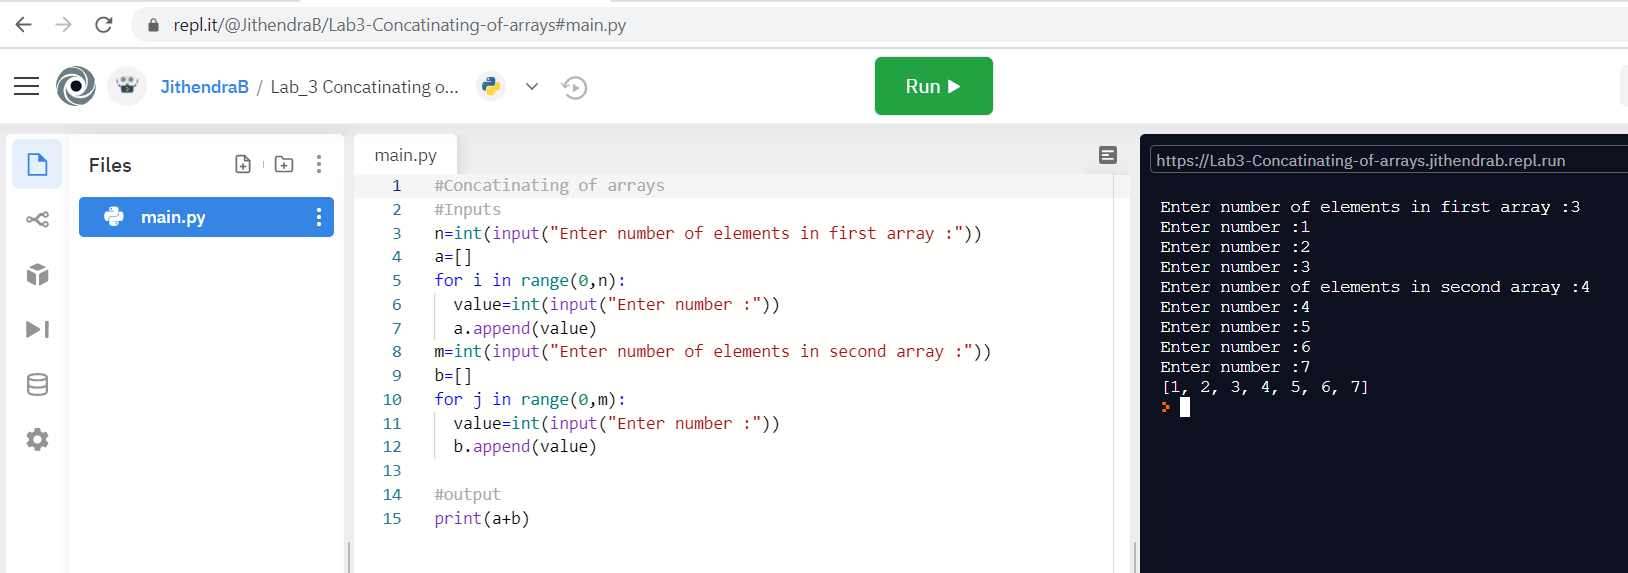 repl.it/@JithendraB/Lab3-Concatinating-of-arrays#main.py
JithendraB / Lab_3 Concatinating o...
Run
Files
main.py
main.py
1 #Concatinating of arrays
2 #Inputs
3 n=int(input("Enter number of elements in first array :"))
4 a=[]
5 for i in range(0,n):
6   value=int(input("Enter number :"))
7   a.append(value)
8 m=int(input("Enter number of elements in second array :"))
9 b=[]
10 for j in range(0,m):
11   value=int(input("Enter number :"))
12   b.append(value)
13
14 #output
15 print(a+b)
https://Lab3-Concatinating-of-arrays.jithendrab.repl.run
Enter number of elements in first array :3
Enter number :1
Enter number :2
Enter number :3
Enter number of elements in second array :4
Enter number :4
Enter number :5
Enter number :6
Enter number :7
[1, 2, 3, 4, 5, 6, 7]
>